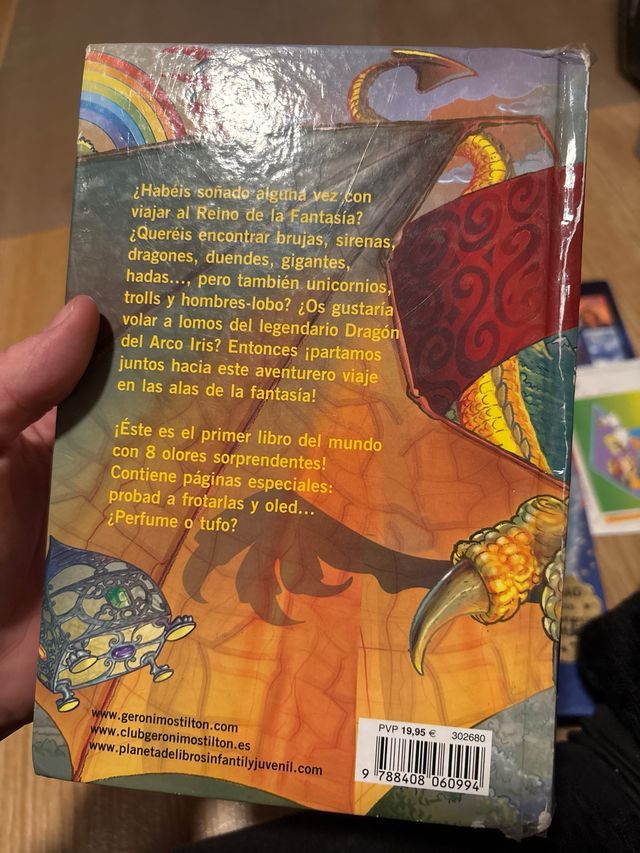 ¿Habéis soñado alguna vez con
viajar al Reino de la Fantasía?
¿Queréis encontrar brujas, sirenas,
dragones, duendes, gigantes,
hadas..., pero también unicornios,
trolls y hombres-lobo? ¿Os gustaría
volar a lomos del legendario Dragón
del Arco Iris? Entonces ¡partamos
juntos hacia este aventurero viaje
en las alas de la fantasía!
¡Éste es el primer libro del mundo
con 8 olores sorprendentes!
Contiene páginas especiales:
probad a frotarlas y oled...
¿Perfume o tufo?
www.geronimostilton.com
www.clubgeronimostilton.es
www.planetadelibrosinfantilyjuvenil.com
PVP 19,95 € 302680
9 788408 060994